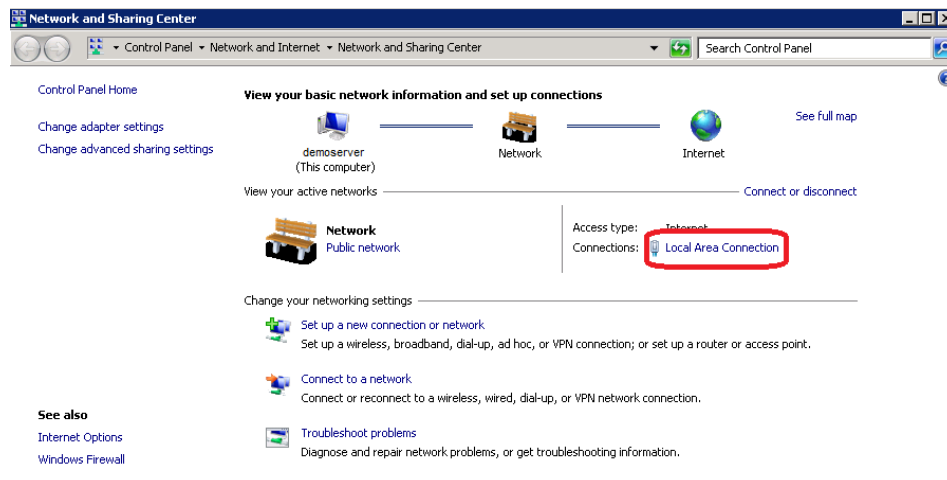 Network and Sharing Center
Control Panel Network and Internet Network and Sharing Center Search Control Panel
Control Panel Home
Change adapter settings
Change advanced sharing settings
See also
Internet Options
Windows Firewall
View your basic network information and set up connections
See full map
demoserver
(This computer)
Network
Internet
View your active networks
Connect or disconnect
Network
Public network
Access type: Internet
Connections: Local Area Connection
Change your networking settings
Set up a new connection or network
Set up a wireless, broadband, dial-up, ad hoc, or VPN connection; or set up a router or access point.
Connect to a network
Connect or reconnect to a wireless, wired, dial-up, or VPN network connection.
Troubleshoot problems
Diagnose and repair network problems, or get troubleshooting information.